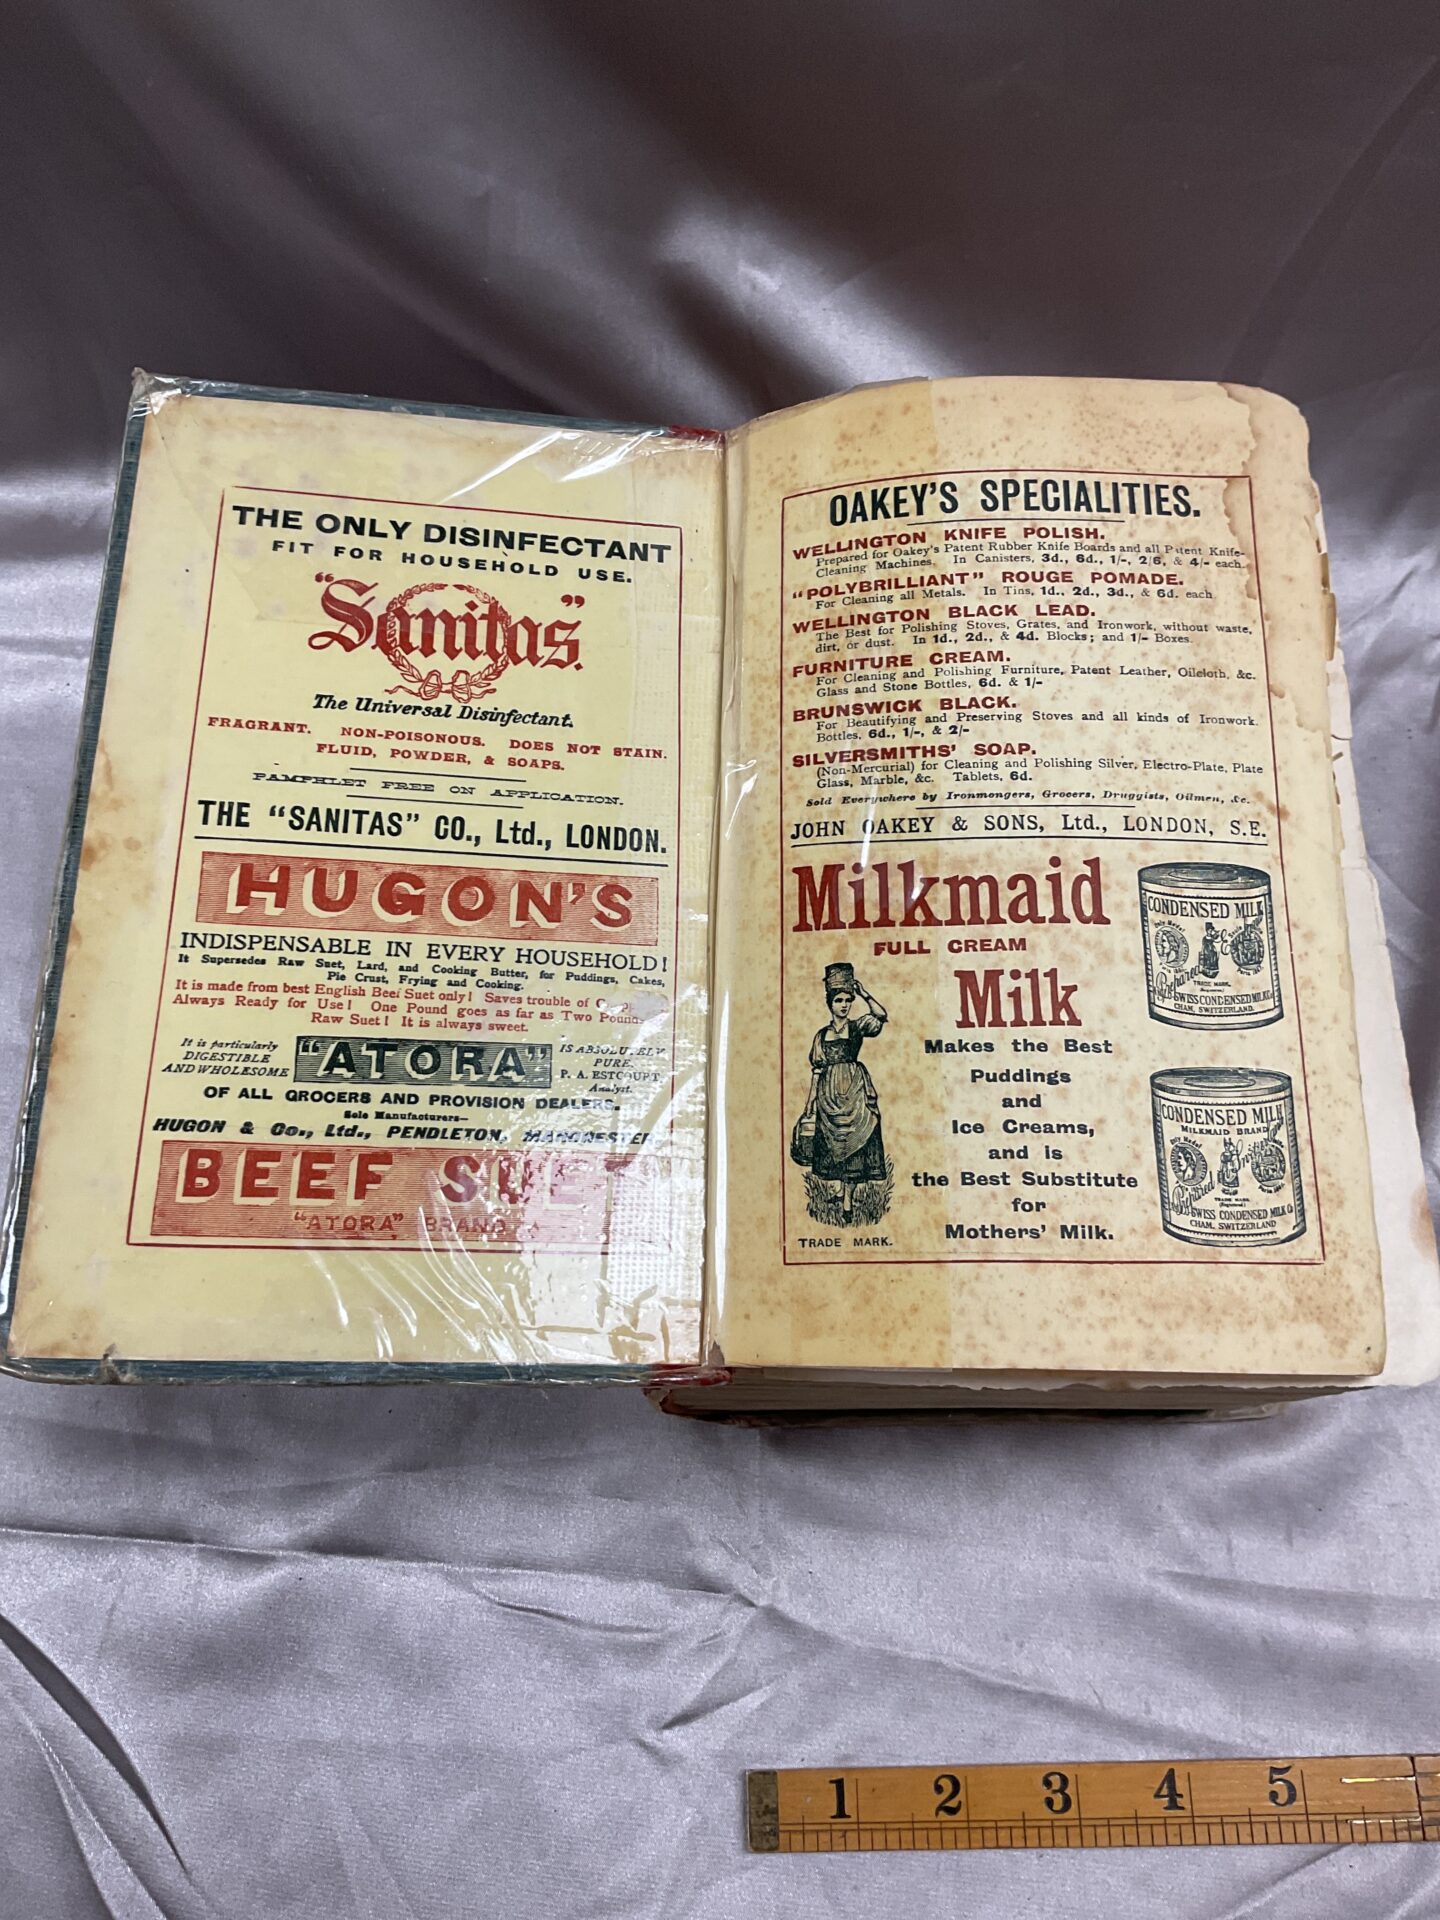 THE ONLY DISINFECTANT
FIT FOR HOUSEHOLD USE.
"Sanitas."
The Universal Disinfectant.
FRAGRANT. NON-POISONOUS. DOES NOT STAIN.
FLUID, POWDER, & SOAPS.
PAMPHLET FREE ON APPLICATION.
THE "SANITAS" CO., Ltd., LONDON.
HUGON'S
INDISPENSABLE IN EVERY HOUSEHOLD!
It Supersedes Raw Suet, Lard, and Cooking Butter, for Puddings, Cakes,
Pie Crust, Frying and Cooking.
It is made from best English Beef Suet only! Saves trouble of
Always Ready for Use! One Pound goes as far as Two Pounds
Raw Suet! It is always sweet.
It is particularly
DIGESTIBLE
AND WHOLESOME
"ATORA"
IS ABSOLUTELY
PURE.
P. A. ESTCOURT
Analyst.
OF ALL GROCERS AND PROVISION DEALERS.
Sole Manufacturers—
HUGON & Co., Ltd., PENDLETON, MANCHESTER
BEEF SUET
"ATORA" BRAND
OAKEY'S SPECIALITIES.
WELLINGTON KNIFE POLISH.
Prepared for Oakey's Patent Rubber Knife Boards and all Patent Knife-
Cleaning Machines. In Canisters, 3d., 6d., 1/-, 2/6, & 4/- each.
"POLYBRILLIANT" ROUGE POMADE.
For Cleaning all Metals. In Tins, 1d., 2d., 3d., & 6d. each
WELLINGTON BLACK LEAD.
The Best for Polishing Stoves, Grates, and Ironwork, without waste,
dirt, or dust. In 1d., 2d., & 4d. Blocks; and 1/- Boxes.
FURNITURE CREAM.
For Cleaning and Polishing Furniture, Patent Leather, Oilcloth, &c.
Glass and Stone Bottles, 6d. & 1/-
BRUNSWICK BLACK.
For Beautifying and Preserving Stoves and all kinds of Ironwork.
Bottles, 6d., 1/-, & 2/-
SILVERSMITHS' SOAP.
(Non-Mercurial) for Cleaning and Polishing Silver, Electro-Plate, Plate
Glass, Marble, &c. Tablets, 6d.
Sold Everywhere by Ironmongers, Grocers, Druggists, Oilmen, &c.
JOHN OAKEY & SONS, Ltd., LONDON, S.E.
Milkmaid
FULL CREAM
Milk
Makes the Best
Puddings
and
Ice Creams,
and is
the Best Substitute
for
Mothers' Milk.
TRADE MARK.
CONDENSED MILK
TRADE MARK.
SWISS CONDENSED MILK
CHAM, SWITZERLAND.
CONDENSED MILK
MILKMAID BRAND
TRADE MARK
SWISS CONDENSED MILK Co
CHAM, SWITZERLAND
1 2 3 4 5